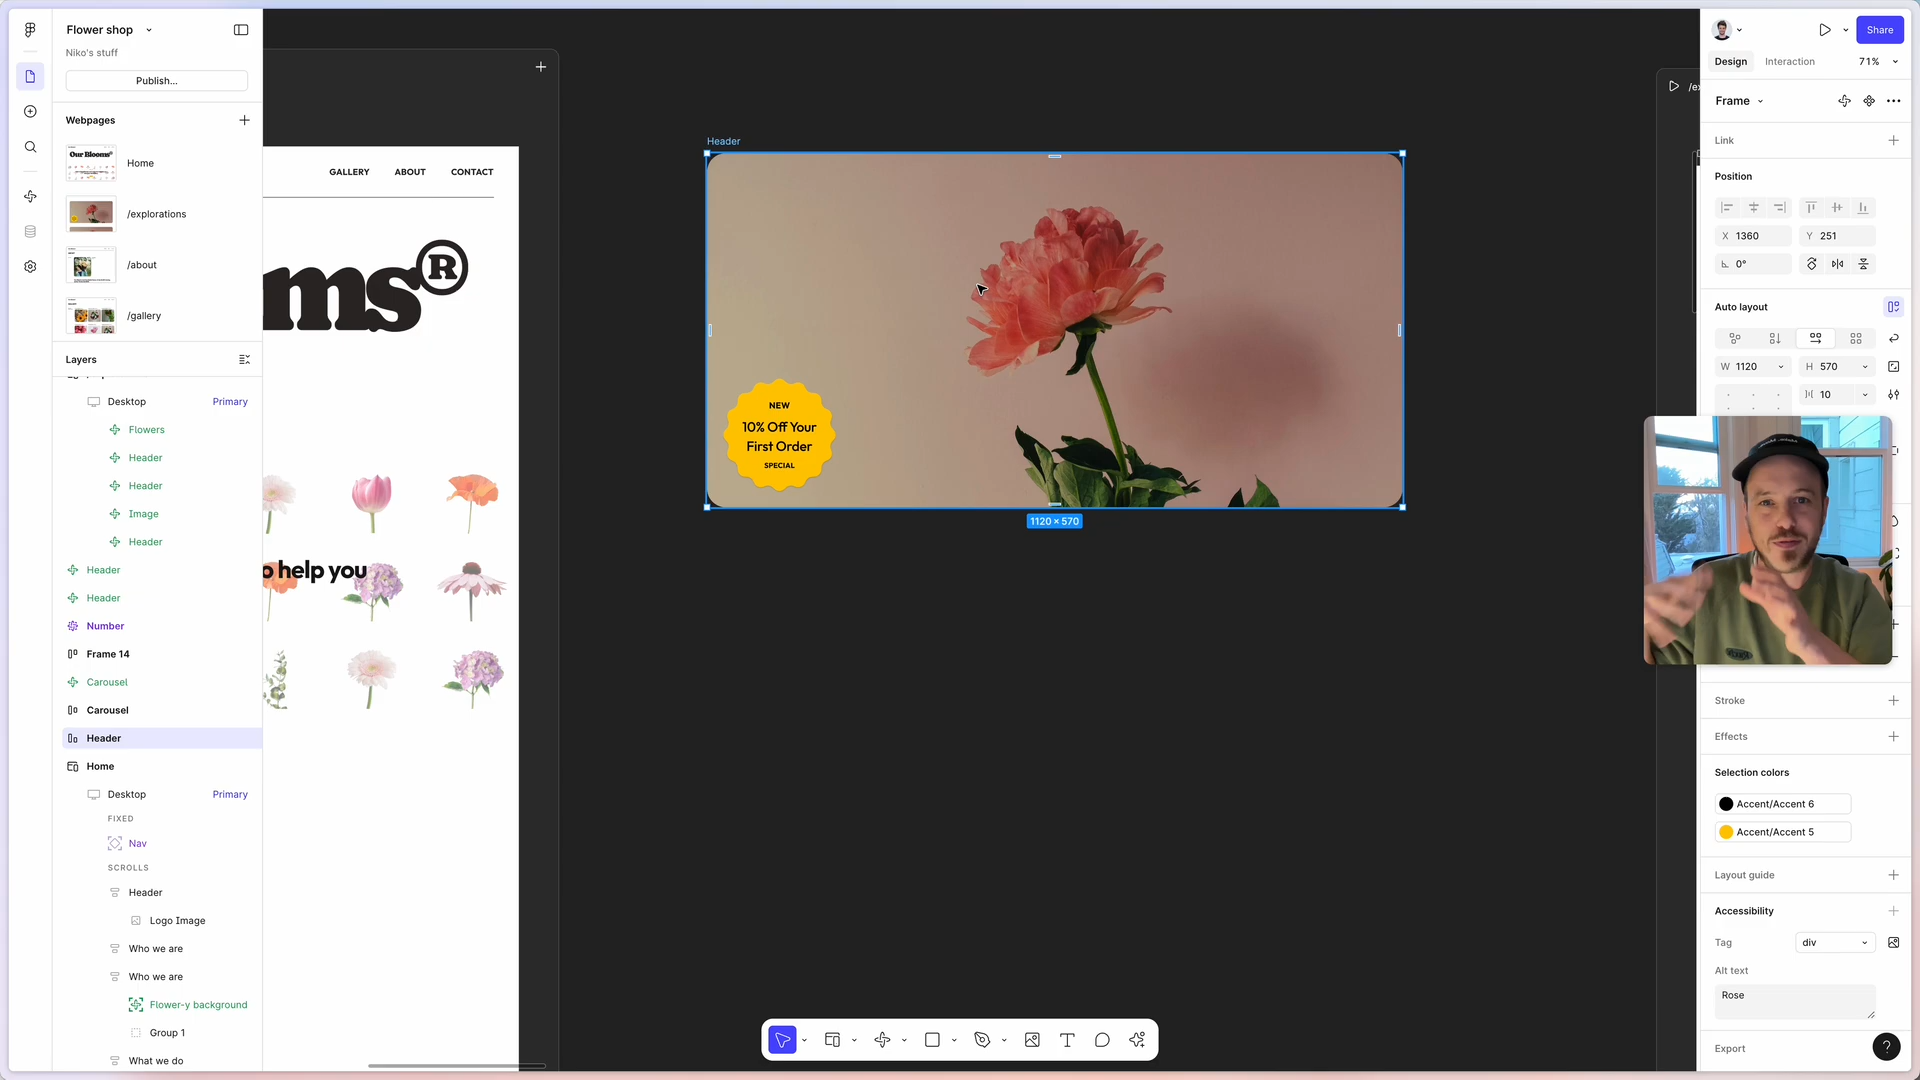 Flower shop
Niko's stuff
Publish...
Webpages
Our Blooms®
Home
/explorations
/about
/gallery
Layers
Desktop
Primary
Flowers
Header
Header
Image
Header
Header
Header
Number
Frame 14
Carousel
Carousel
Header
Home
Desktop
Primary
FIXED
Nav
SCROLLS
Header
Logo Image
Who we are
Who we are
Flower-y background
Group 1
What we do
GALLERY
ABOUT
CONTACT
ms®
o help you
Header
NEW
10% Off Your
First Order
SPECIAL
1120 × 570
/ex
Share
Design
Interaction
71%
Frame
Link
Position
X 1360
Y 251
0°
Auto layout
W 1120
H 570
10
Stroke
Effects
Selection colors
Accent/Accent 6
Accent/Accent 5
Layout guide
Accessibility
Tag
div
Alt text
Rose
Export
?